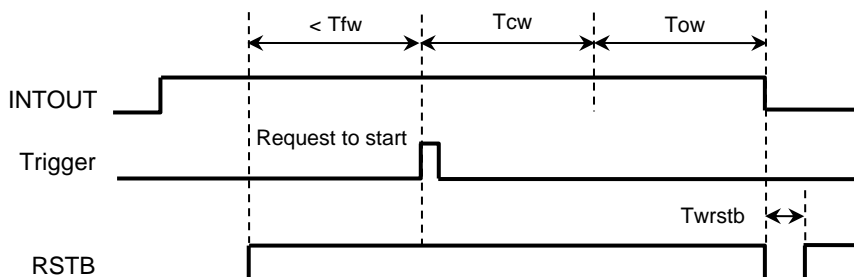 < Tfw Tcw Tow
INTOUT
Request to start
Trigger
Twrstb
RSTB